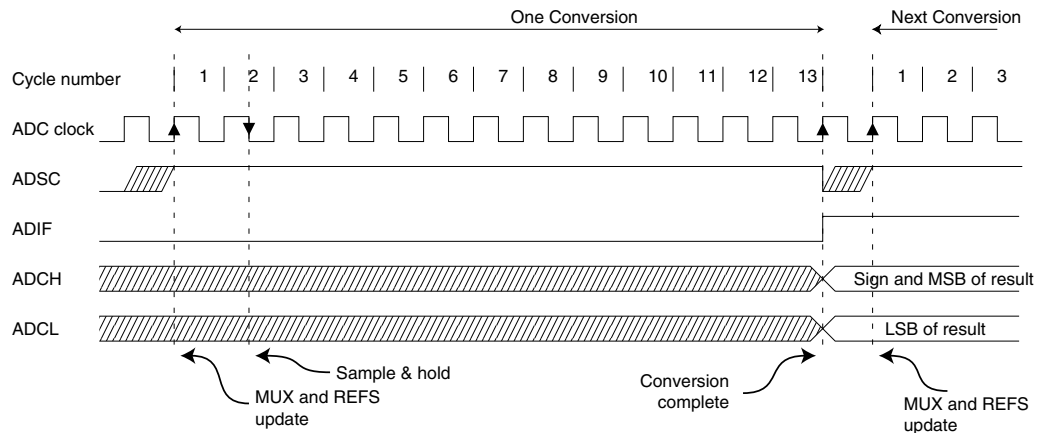 One Conversion
Next Conversion
Cycle number 1 2 3 4 5 6 7 8 9 10 11 12 13 1 2 3
ADC clock
ADSC
ADIF
ADCH
Sign and MSB of result
ADCL
LSB of result
Sample & hold
MUX and REFS
update
Conversion
complete
MUX and REFS
update